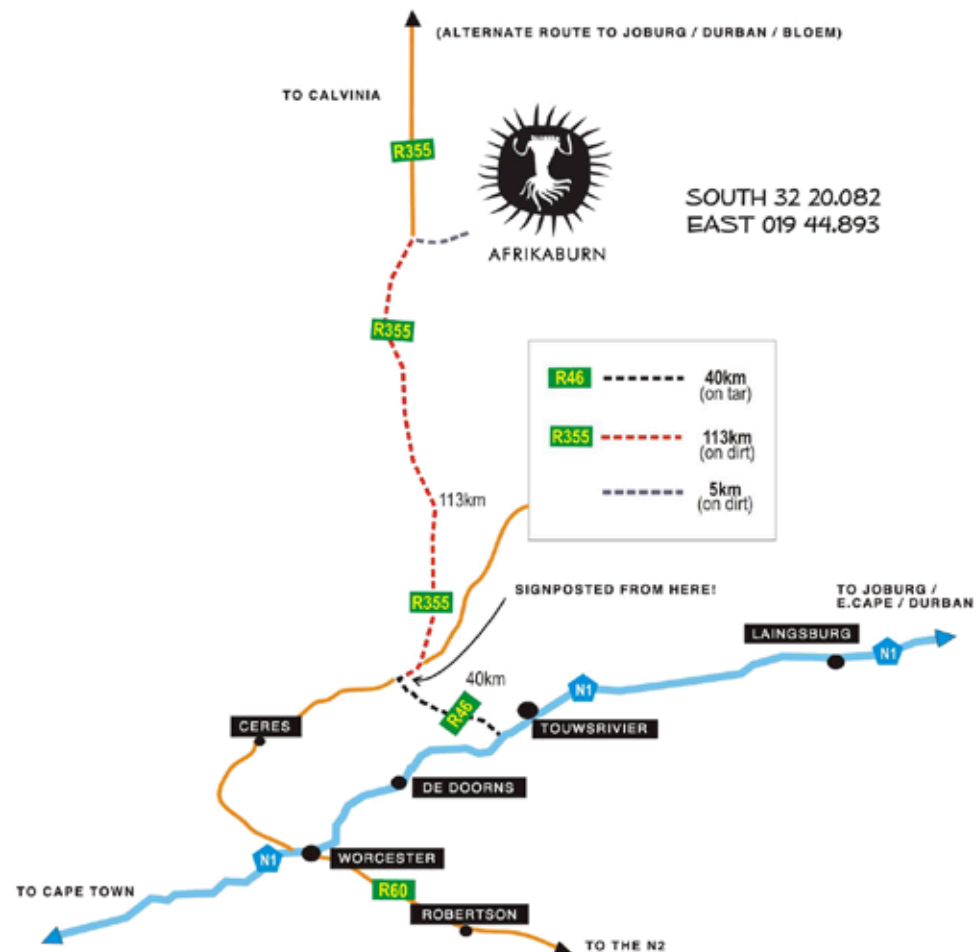 (ALTERNATE ROUTE TO JOBURG / DURBAN / BLOEM)
TO CALVINIA
R355
SOUTH 32 20.082
EAST 019 44.893
AFRIKABURN
R355
R46
40km
(on tar)
R355
113km
(on dirt)
5km
(on dirt)
113km
SIGNPOSTED FROM HERE!
R355
TO JOBURG /
E.CAPE / DURBAN
LAINGSBURG
N1
40km
N1
R46
CERES
TOUWSRIVIER
DE DOORNS
N1
WORCESTER
TO CAPE TOWN
R60
ROBERTSON
TO THE N2